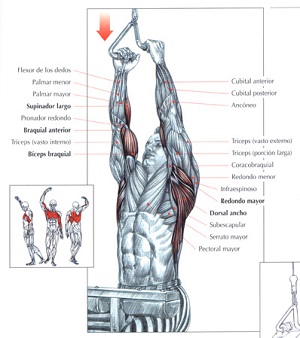 Flexor de los dedos
Palmar menor
Palmar mayor
Supinador largo
Pronador redondo
Braquial anterior
Tríceps (vasto interno)
Bíceps braquial
Cubital anterior
Cubital posterior
Ancóneo
Tríceps (vasto externo)
Tríceps (porción larga)
Coracobraquial
Redondo menor
Infraespinoso
Redondo mayor
Dorsal ancho
Subescapular
Serrato mayor
Pectoral mayor